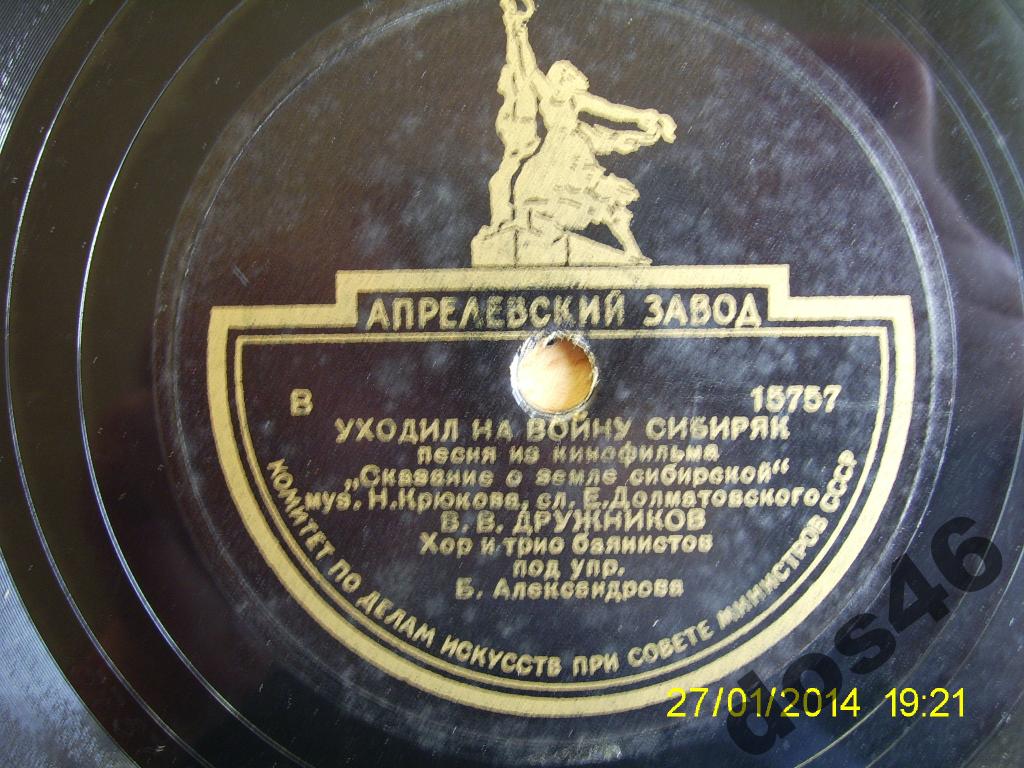 АПРЕЛЕВСКИЙ ЗАВОД
В 15757
УХОДИЛ НА ВОЙНУ СИБИРЯК
песня из кинофильма
„Сказание о земле сибирской“
муз. Н.Крюкова, сл. Е.Долматовского
В. В. ДРУЖНИКОВ
Хор и трио баянистов
под упр.
Б. Александрова
КОМИТЕТ ПО ДЕЛАМ ИСКУССТВ ПРИ СОВЕТЕ МИНИСТРОВ СССР
dos46
27/01/2014 19:21